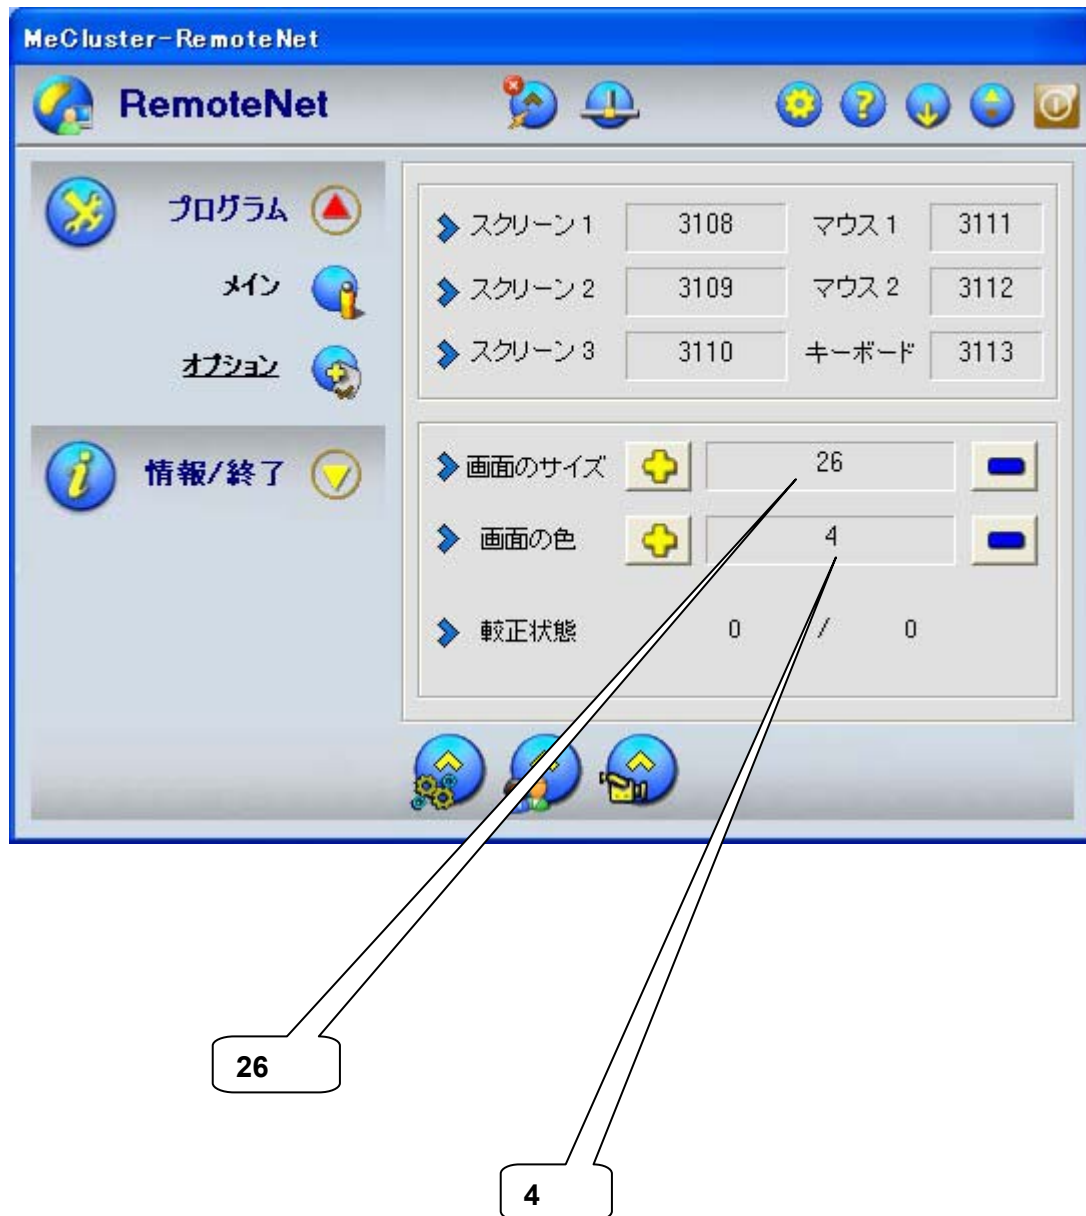 MeCluster-RemoteNet
RemoteNet
プログラム
メイン
オプション
情報/終了
スクリーン 1 3108 マウス 1 3111
スクリーン 2 3109 マウス 2 3112
スクリーン 3 3110 キーボード 3113
画面のサイズ 26
画面の色 4
較正状態 0 / 0
26
4